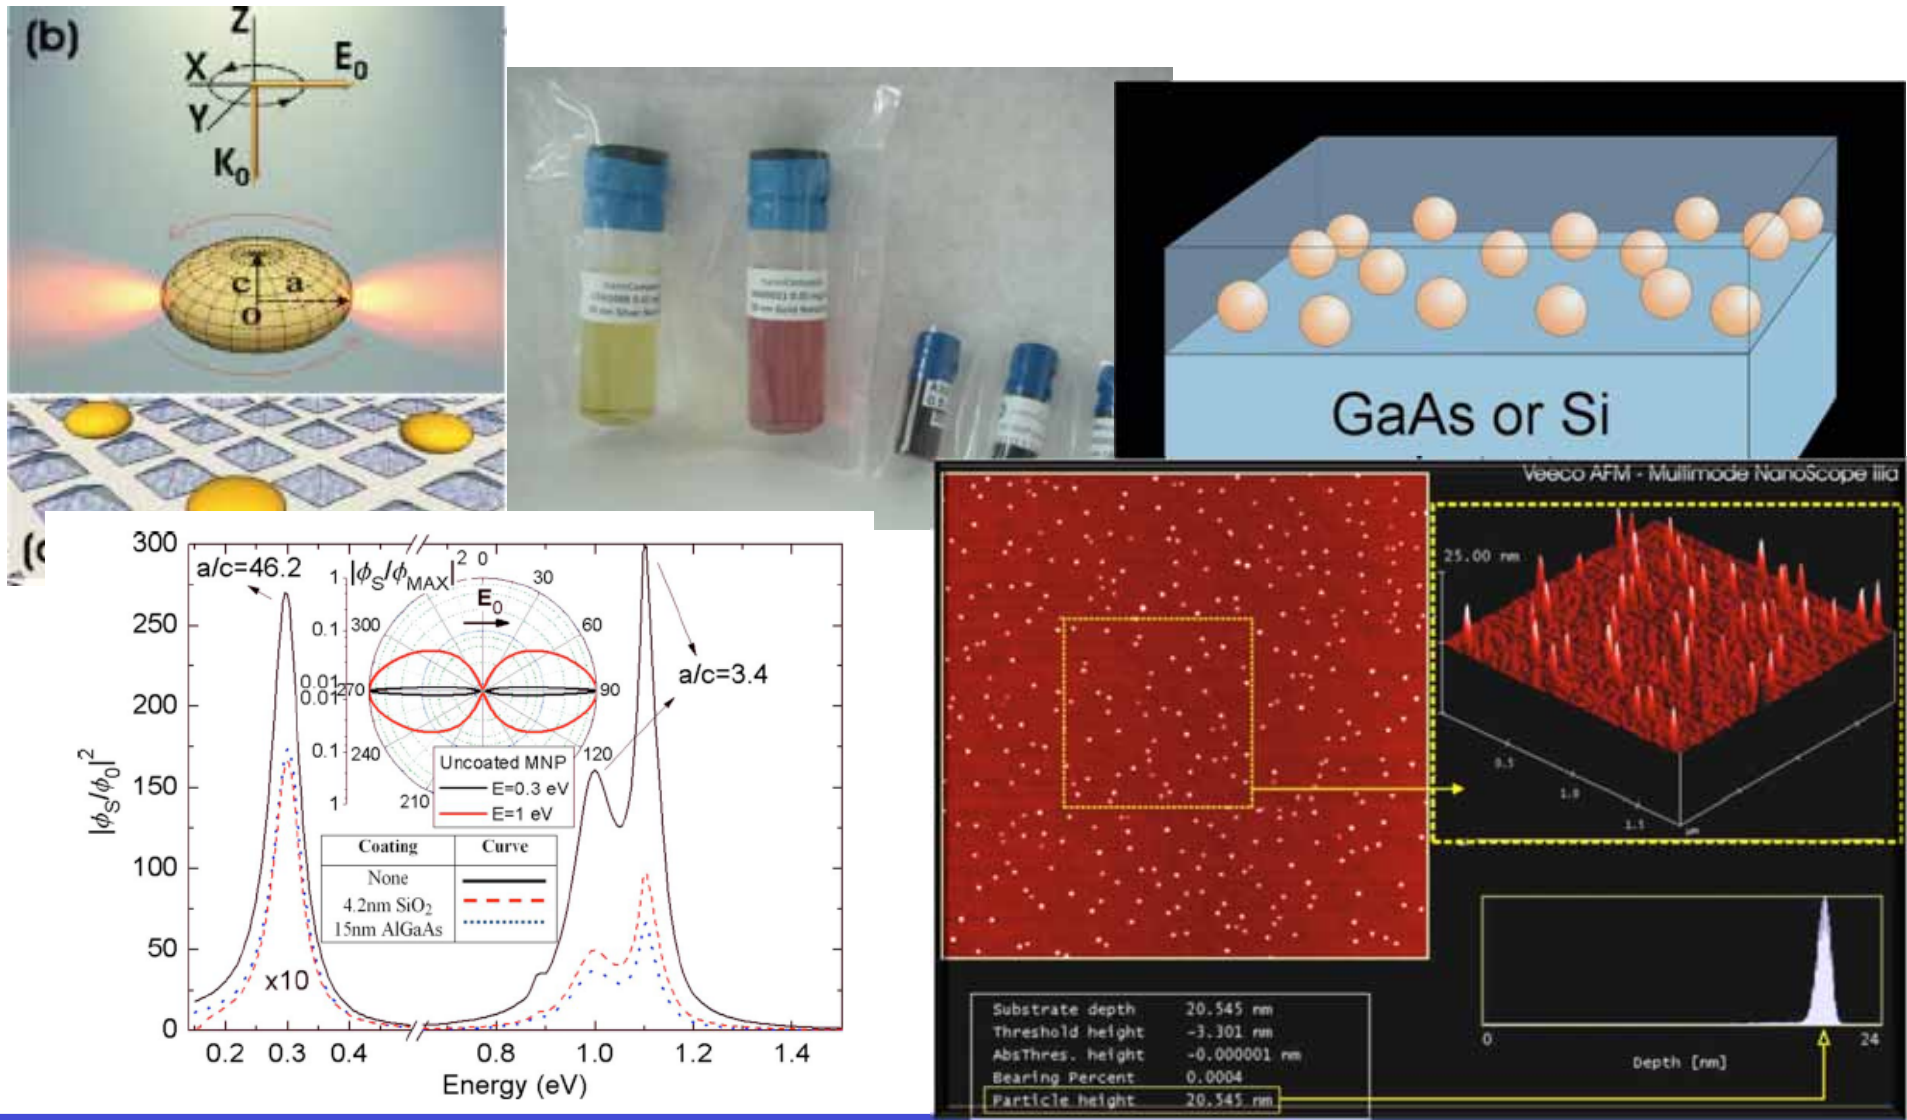 (b)
Z
X
E₀
Y
K₀
c
a
O
GaAs or Si
Veeco AFM - Multimode NanoScope IIIa
25.00 nm
0.5
1.0
1.5
μm
300
250
200
150
100
50
0
|ϕS/ϕ0|²
a/c=46.2
|ϕS/ϕMAX|²
1
0.1
0.01
0.01
0.1
1
0
30
60
90
120
210
240
270
300
E₀
a/c=3.4
Uncoated MNP
E=0.3 eV
E=1 eV
Coating Curve
None
4.2nm SiO₂
15nm AlGaAs
x10
0.2 0.3 0.4 0.8 1.0 1.2 1.4
Energy (eV)
Substrate depth 20.545 nm
Threshold height -3.301 nm
AbsThres. height -0.000001 nm
Bearing Percent 0.0004
Particle height 20.545 nm
0 24
Depth [nm]